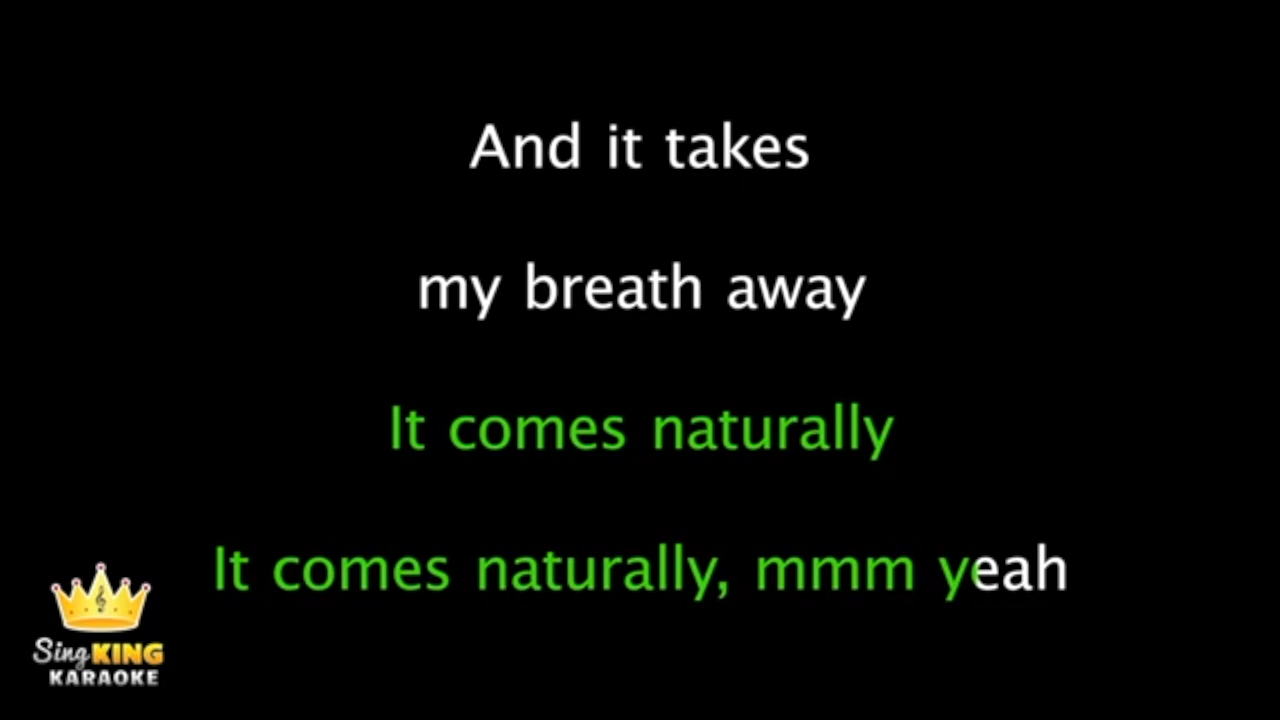 And it takes
my breath away
It comes naturally
It comes naturally, mmm yeah
Sing KING
KARAOKE